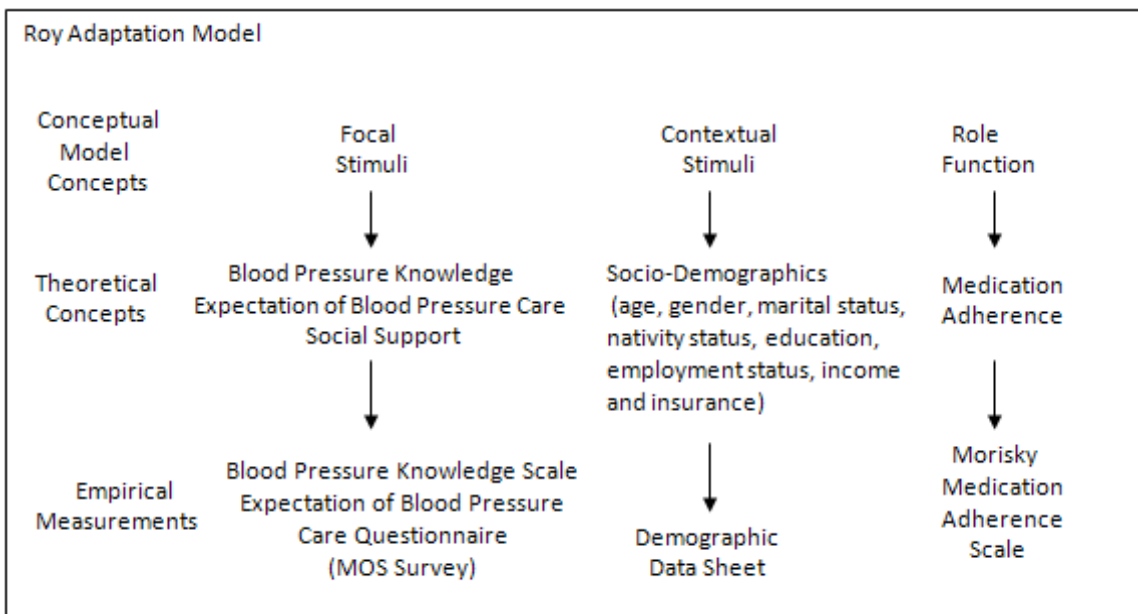 Roy Adaptation Model
Conceptual
Model
Concepts
Focal
Stimuli
Contextual
Stimuli
Role
Function
Theoretical
Concepts
Blood Pressure Knowledge
Expectation of Blood Pressure Care
Social Support
Socio-Demographics
(age, gender, marital status,
nativity status, education,
employment status, income
and insurance)
Medication
Adherence
Empirical
Measurements
Blood Pressure Knowledge Scale
Expectation of Blood Pressure
Care Questionnaire
(MOS Survey)
Demographic
Data Sheet
Morisky
Medication
Adherence
Scale